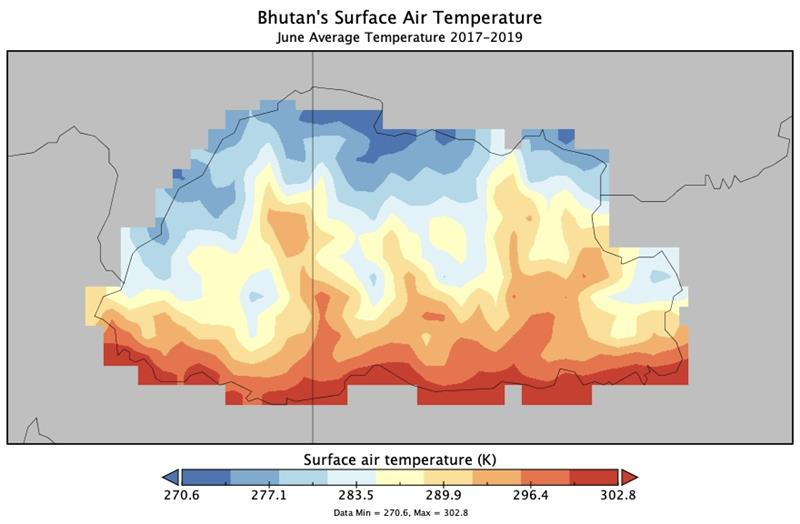 Bhutan's Surface Air Temperature
June Average Temperature 2017–2019
Surface air temperature (K)
270.6 277.1 283.5 289.9 296.4 302.8
Data Min = 270.6, Max = 302.8